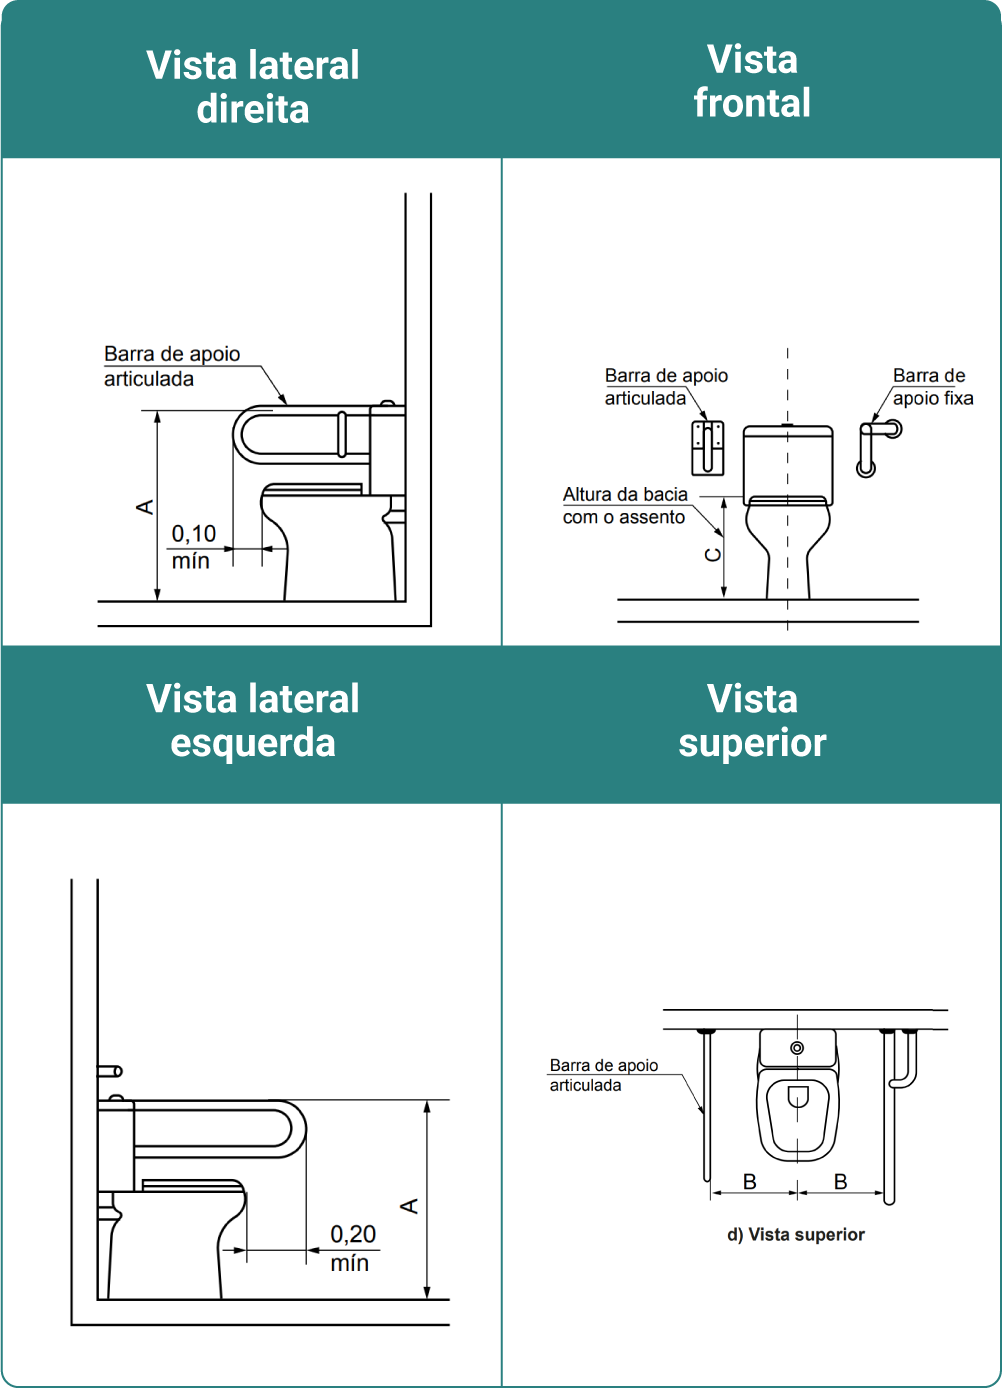 Vista lateral
direita
Vista
frontal
Barra de apoio
articulada
A
0,10
mín
Barra de apoio
articulada
Barra de
apoio fixa
Altura da bacia
com o assento
C
Vista lateral
esquerda
Vista
superior
A
0,20
mín
Barra de apoio
articulada
B
B
d) Vista superior